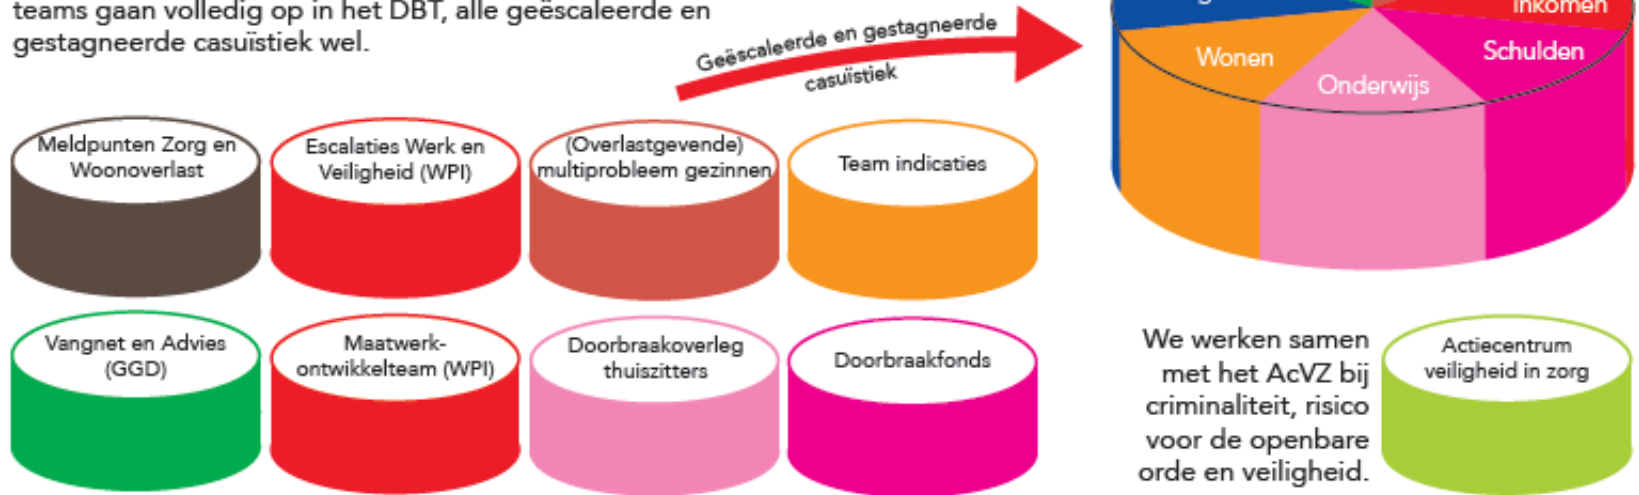 teams gaan volledig op in het DBT, alle geëscaleerde en
gestagneerde casuïstiek wel.
Geëscaleerde en gestagneerde
casuïstiek
inkomen
Wonen
Schulden
Onderwijs
Meldpunten Zorg en
Woonoverlast
Escalaties Werk en
Veiligheid (WPI)
(Overlastgevende)
multiprobleem gezinnen
Team indicaties
Vangnet en Advies
(GGD)
Maatwerk-
ontwikkelteam (WPI)
Doorbraakoverleg
thuiszitters
Doorbraakfonds
We werken samen
met het AcVZ bij
criminaliteit, risico
voor de openbare
orde en veiligheid.
Actiecentrum
veiligheid in zorg